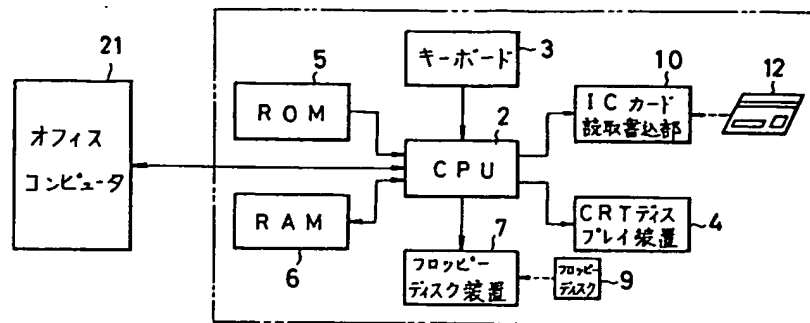 21
オフィス
コンピュータ
5
ROM
キーボード
3
10
ICカード
読取書込部
12
2
CPU
RAM
6
7
フロッピー
ディスク装置
フロッピー
ディスク
9
CRTディス
プレイ装置
4